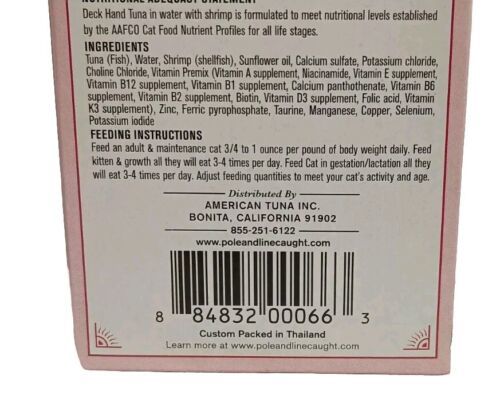 NUTRITIONAL ADEQUACY STATEMENT
Deck Hand Tuna in water with shrimp is formulated to meet nutritional levels established
by the AAFCO Cat Food Nutrient Profiles for all life stages.
INGREDIENTS
Tuna (Fish), Water, Shrimp (shellfish), Sunflower oil, Calcium sulfate, Potassium chloride,
Choline Chloride, Vitamin Premix (Vitamin A supplement, Niacinamide, Vitamin E supplement,
Vitamin B12 supplement, Vitamin B1 supplement, Calcium panthothenate, Vitamin B6
supplement, Vitamin B2 supplement, Biotin, Vitamin D3 supplement, Folic acid, Vitamin
K3 supplement), Zinc, Ferric pyrophosphate, Taurine, Manganese, Copper, Selenium,
Potassium iodide
FEEDING INSTRUCTIONS
Feed an adult & maintenance cat 3/4 to 1 ounce per pound of body weight daily. Feed
kitten & growth all they will eat 3-4 times per day. Feed Cat in gestation/lactation all they
will eat 3-4 times per day. Adjust feeding quantities to meet your cat's activity and age.
Distributed By
AMERICAN TUNA INC.
BONITA, CALIFORNIA 91902
855-251-6122
www.poleandlinecaught.com
8 84832 00066 3
Custom Packed in Thailand
Learn more at www.poleandlinecaught.com